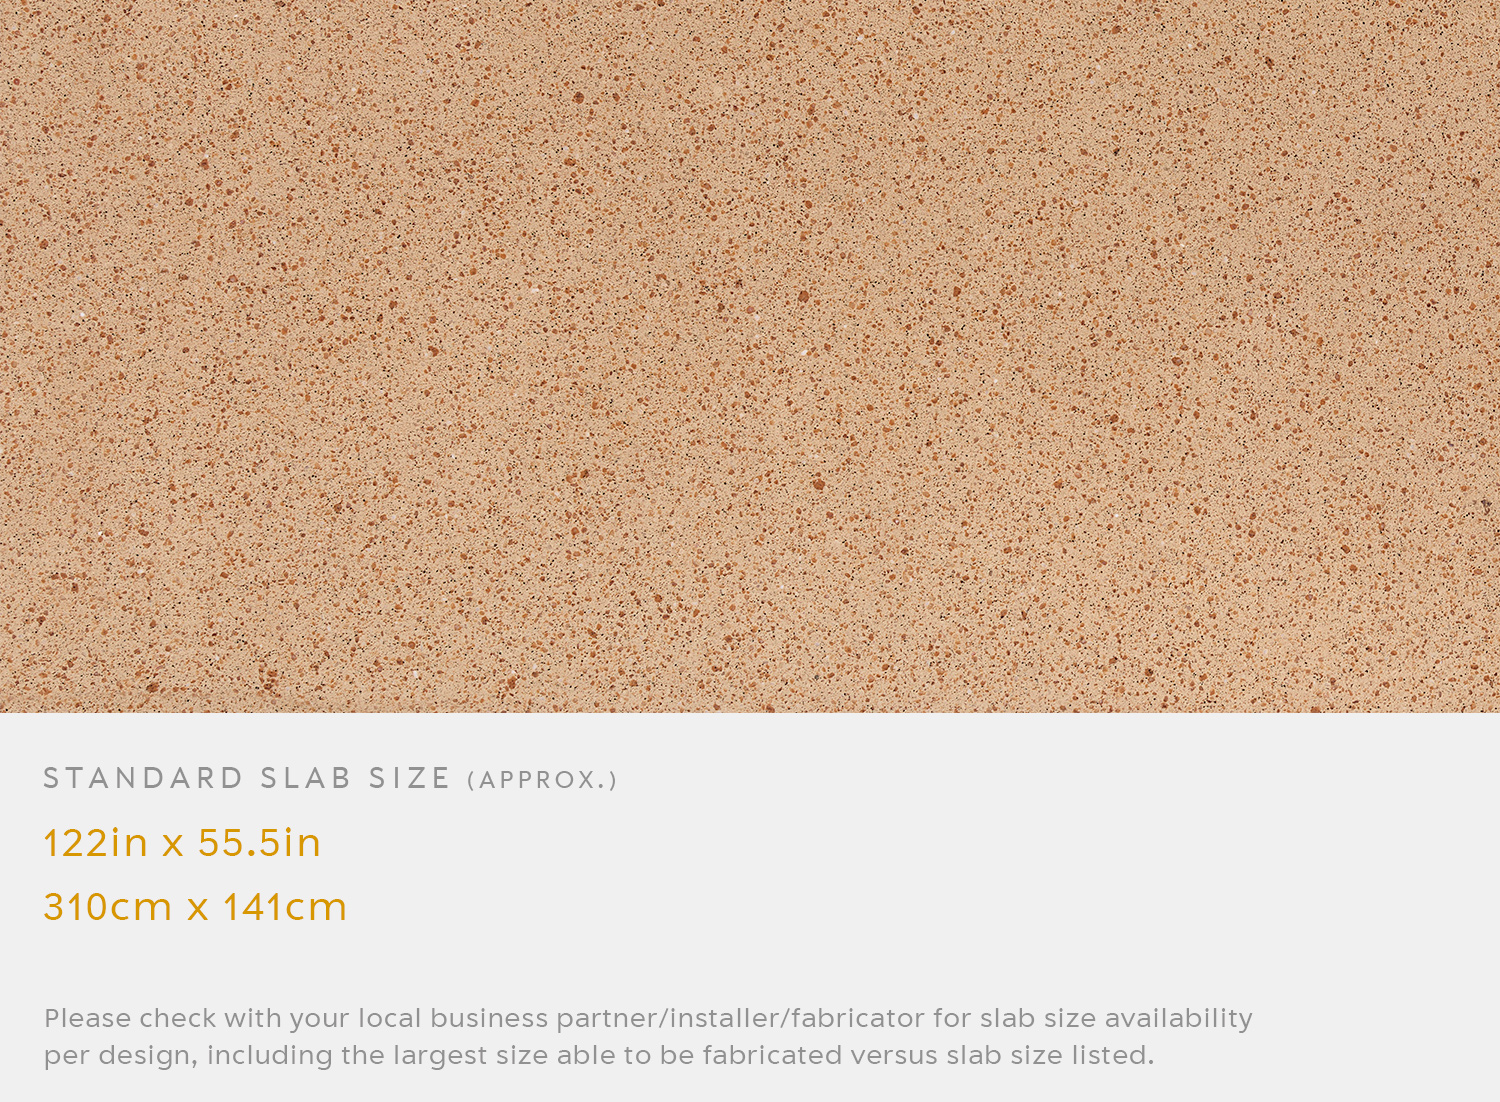 STANDARD SLAB SIZE (APPROX.)
122in x 55.5in
310cm x 141cm
Please check with your local business partner/installer/fabricator for slab size availability
per design, including the largest size able to be fabricated versus slab size listed.